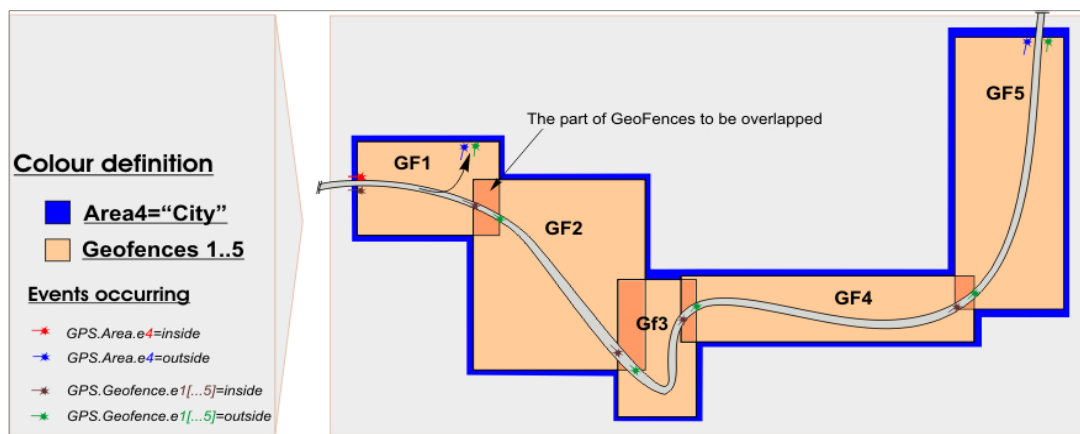 Colour definition
Area4="City"
Geofences 1..5
Events occurring
GPS.Area.e4=inside
GPS.Area.e4=outside
GPS.Geofence.e1[...5]=inside
GPS.Geofence.e1[...5]=outside
The part of GeoFences to be overlapped
GF1
GF2
Gf3
GF4
GF5